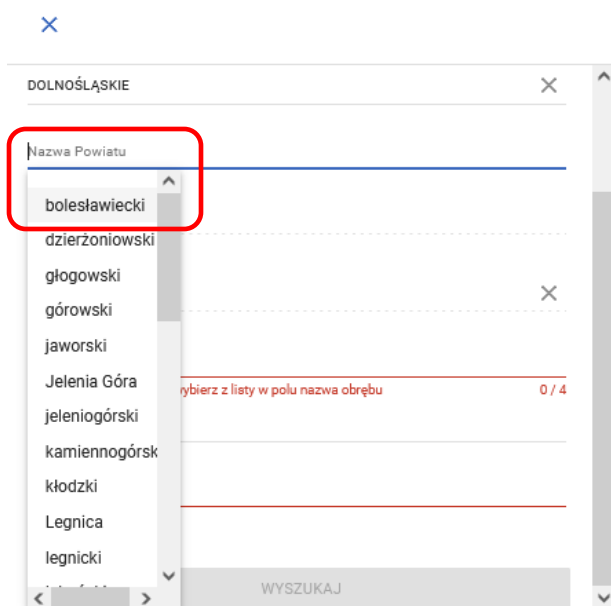 DOLNOŚLĄSKIE
Nazwa Powiatu
bolesławiecki
dzierżoniowski
głogowski
górowski
jaworski
Jelenia Góra
ybierz z listy w polu nazwa obrębu 0 / 4
jeleniogórski
kamiennogórsk
kłodzki
Legnica
legnicki
WYSZUKAJ